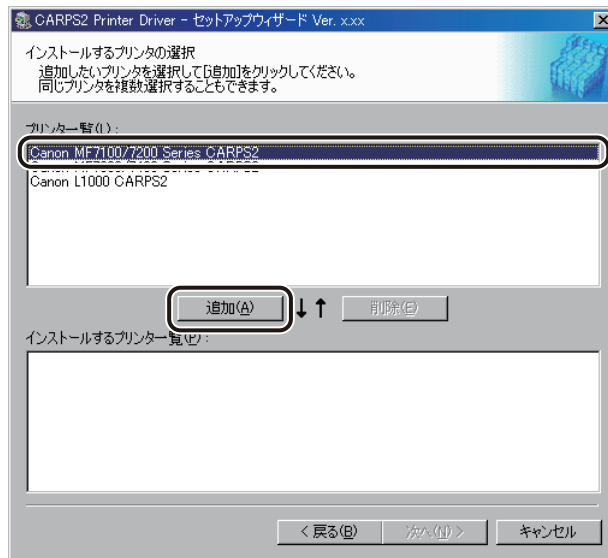 CARPS2 Printer Driver - セットアップウィザード Ver. x.xx
インストールするプリンタの選択
追加したいプリンタを選択して[追加]をクリックしてください。
同じプリンタを複数選択することもできます。
プリンター覧(L):
Canon MF7100/7200 Series CARPS2
Canon L1000 CARPS2
追加(A)
削除(E)
インストールするプリンター覧(P):
< 戻る(B)
次へ(N) >
キャンセル